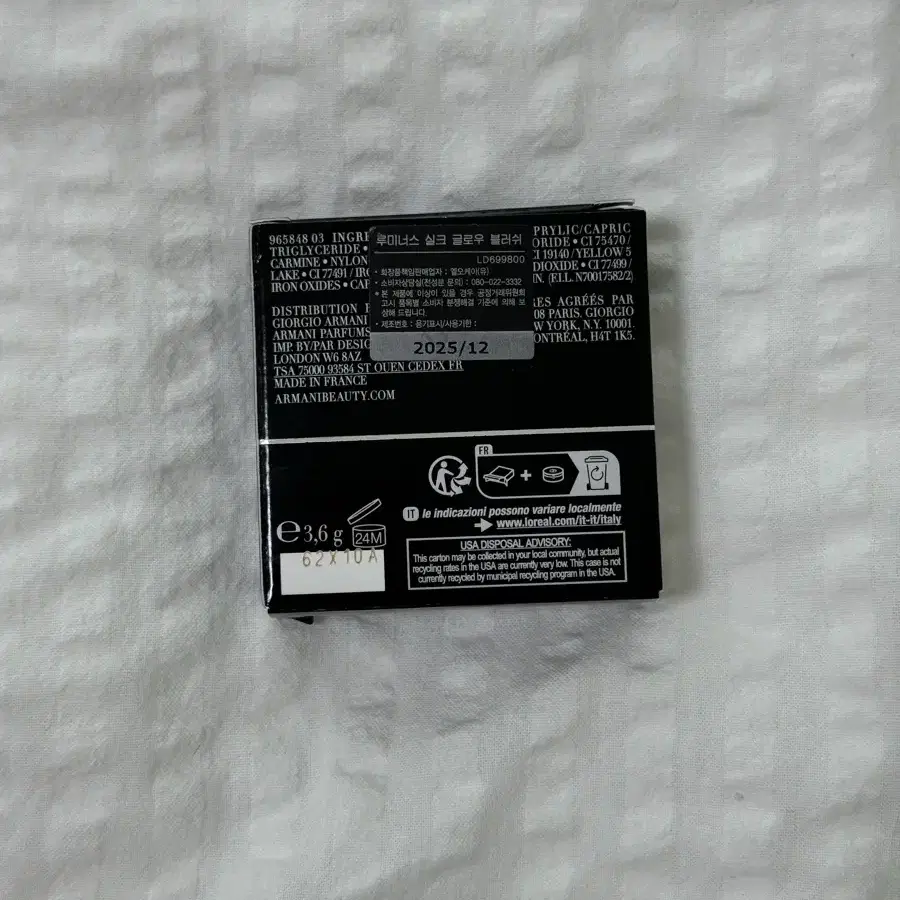 965848 03 INGRE
TRIGLYCERIDE •
CARMINE • NYLON
LAKE • CI 77491 / IRO
IRON OXIDES • CAP
PRYLIC/CAPRIC
ORIDE • CI 75470 /
CI 19140 / YELLOW 5
DIOXIDE • CI 77499 /
IN. (F.I.L. N70017582/2)
루미너스 실크 글로우 블러쉬
LD699800
• 화장품책임판매업자 : 엘오케이(유)
• 소비자상담실(전성분 문의) : 080-022-3332
• 본 제품에 이상이 있을 경우 공정거래위원회
고시 품목별 소비자 분쟁해결 기준에 의해 보
상해 드립니다.
• 제조번호 : 용기표시/사용기한 :
2025/12
DISTRIBUTION
GIORGIO ARMANI
ARMANI PARFUMS
IMP. BY/PAR DESIG
LONDON W6 8AZ
TSA 75000 93584 ST OUEN CEDEX FR
MADE IN FRANCE
ARMANIBEAUTY.COM
RES AGRÉÉS PAR
08 PARIS. GIORGIO
W YORK, N.Y. 10001.
ONTRÉAL, H4T 1K5.
FR
IT le indicazioni possono variare localmente
www.loreal.com/it-it/italy
e 3,6 g 24M
62X10A
USA DISPOSAL ADVISORY:
This carton may be collected in your local community, but actual
recycling rates in the USA are currently very low. This case is not
currently recycled by municipal recycling program in the USA.